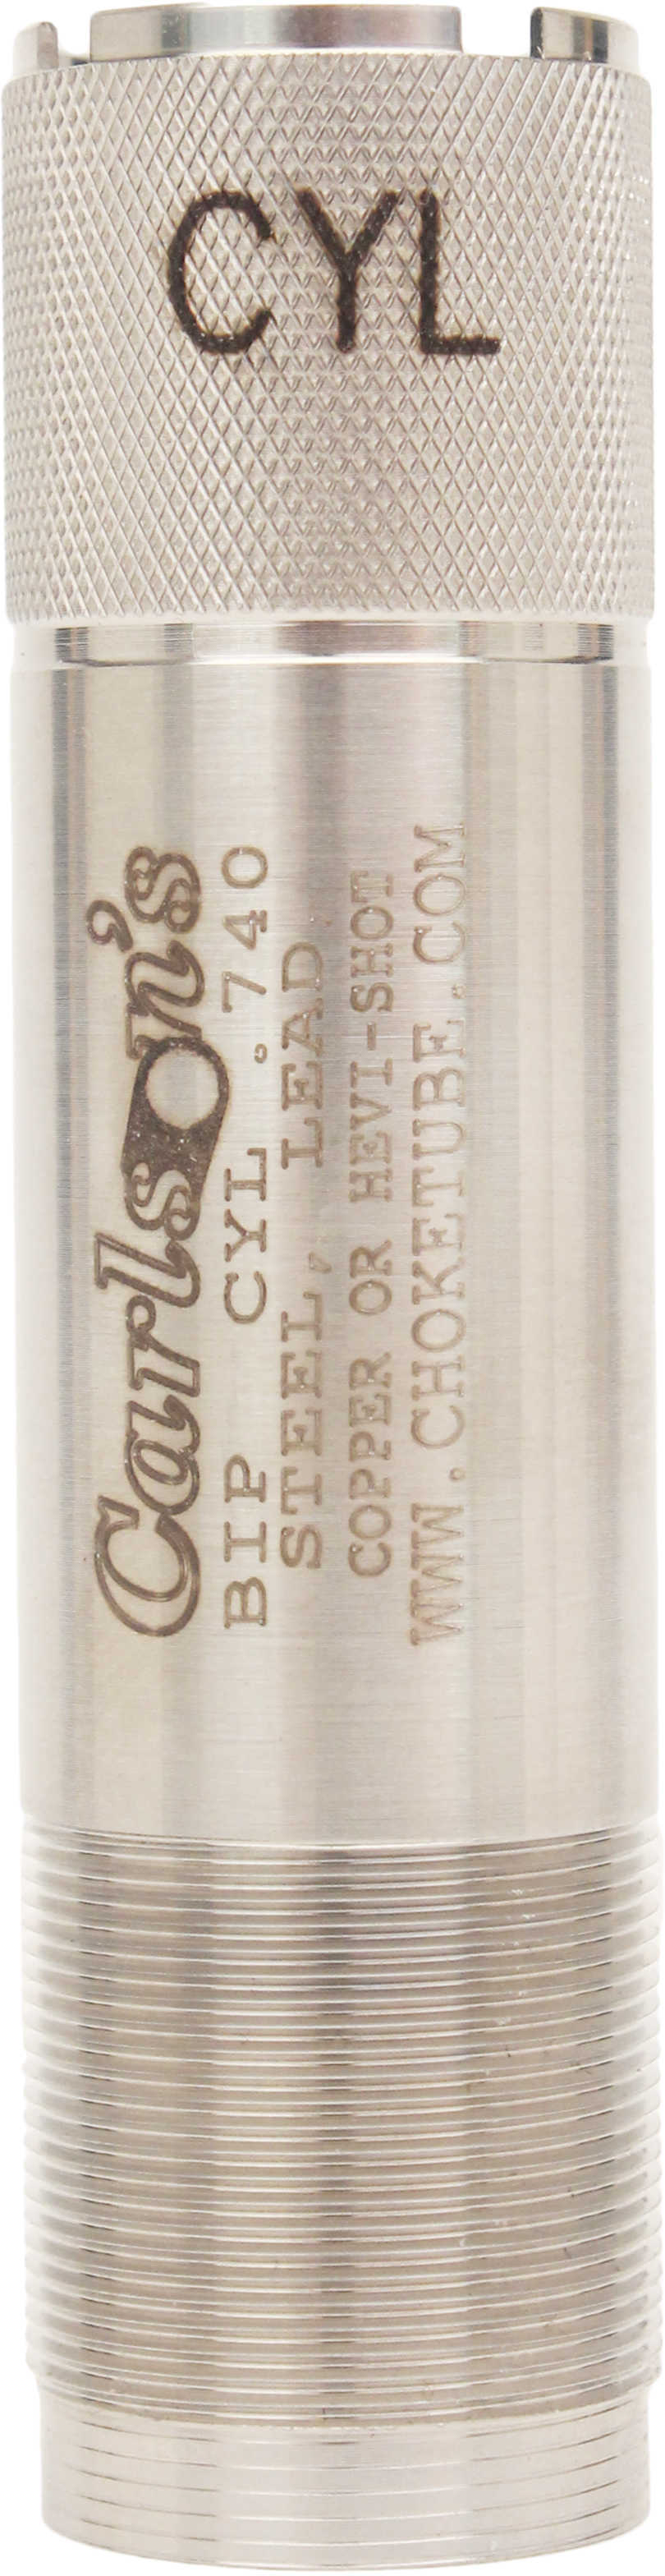 CYL
Carlson's
BIP CYL .740
STEEL, LEAD
COPPER OR HEVI-SHOT
WWW.CHOKETUBE.COM